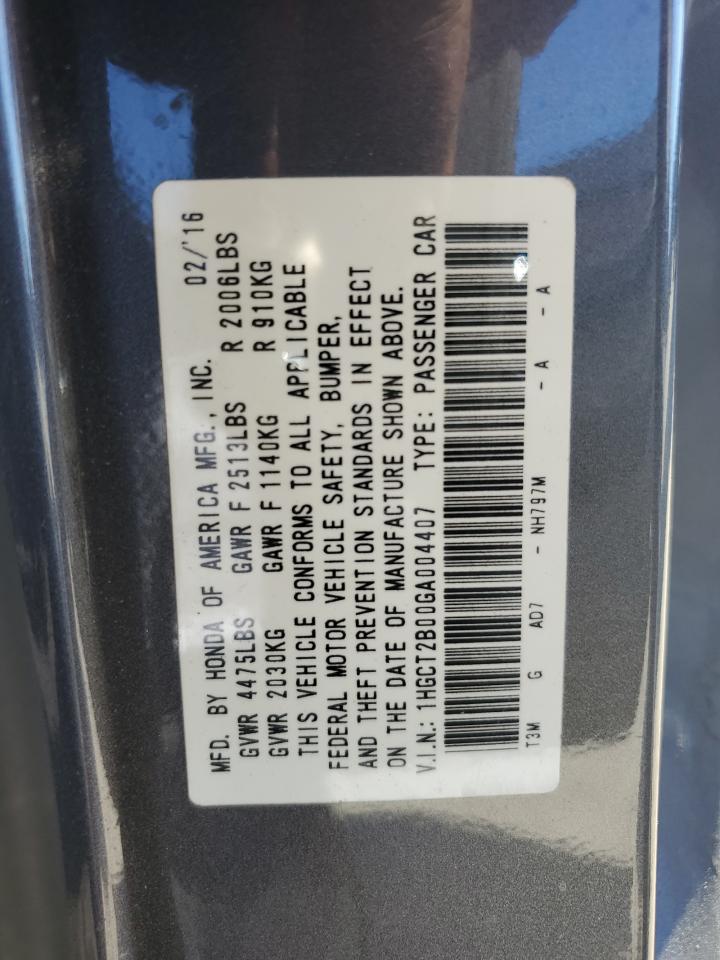 MFD. BY HONDA OF AMERICA MFG., INC. 02/'16
GVWR 4475LBS GAWR F 2513LBS R 2006LBS
GVWR 2030KG GAWR F 1140KG R 910KG
THIS VEHICLE CONFORMS TO ALL APPLICABLE
FEDERAL MOTOR VEHICLE SAFETY, BUMPER,
AND THEFT PREVENTION STANDARDS IN EFFECT
ON THE DATE OF MANUFACTURE SHOWN ABOVE.
V.I.N.: 1HGCT2B00GA004407 TYPE: PASSENGER CAR
T3M G AD7 - NH797M - A - A